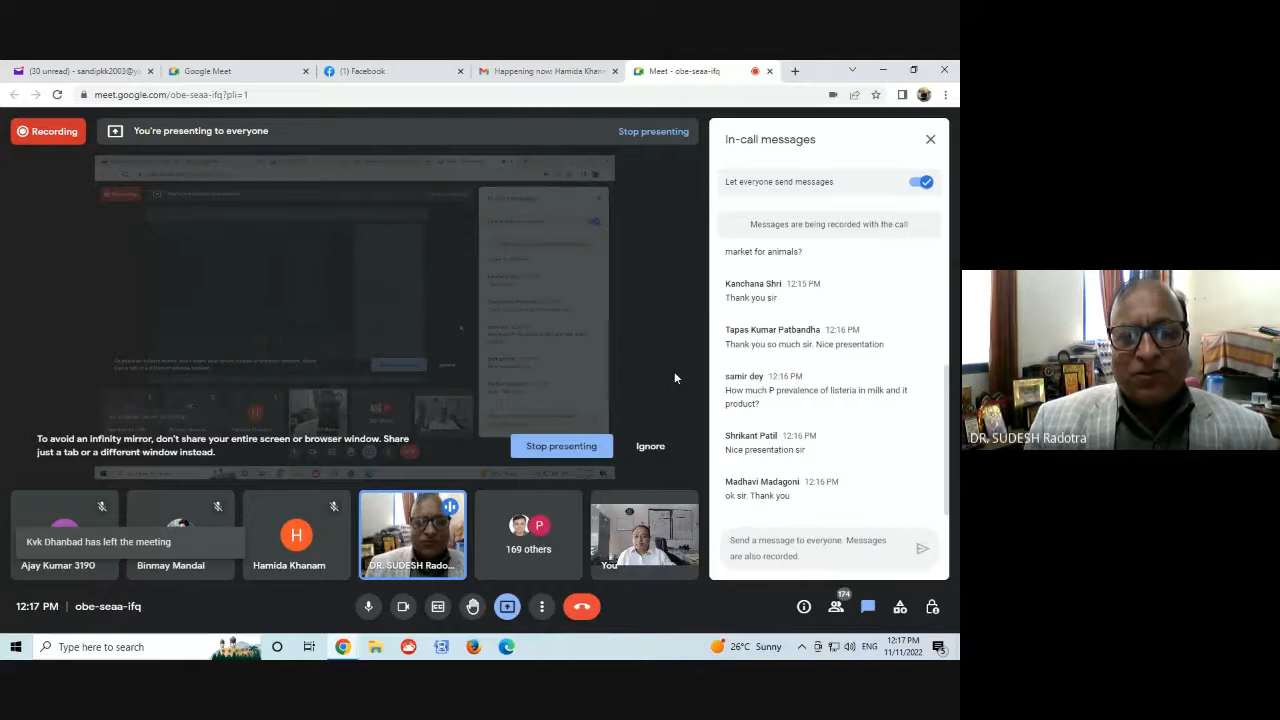 (30 unread) - sandipkk2003@y
Google Meet
(1) Facebook
Happening now: Hamida Khan
Meet - obe-seaa-ifq
meet.google.com/obe-seaa-ifq?pli=1
Recording
You're presenting to everyone
Stop presenting
In-call messages
Let everyone send messages
Messages are being recorded with the call
market for animals?
Kanchana Shri 12:15 PM
Thank you sir
Tapas Kumar Patbandha 12:16 PM
Thank you so much sir. Nice presentation
samir dey 12:16 PM
How much P prevalence of listeria in milk and it
product?
Shrikant Patil 12:16 PM
Nice presentation sir
Madhavi Madagoni 12:16 PM
ok sir. Thank you
Send a message to everyone. Messages
are also recorded.
To avoid an infinity mirror, don't share your entire screen or browser window. Share
just a tab or a different window instead.
Stop presenting
Ignore
Kvk Dhanbad has left the meeting
Ajay Kumar 3190
Binmay Mandal
H
Hamida Khanam
DR. SUDESH Rado...
P
169 others
You
DR. SUDESH Radotra
12:17 PM | obe-seaa-ifq
174
Type here to search
26°C Sunny
ENG
12:17 PM
11/11/2022
5